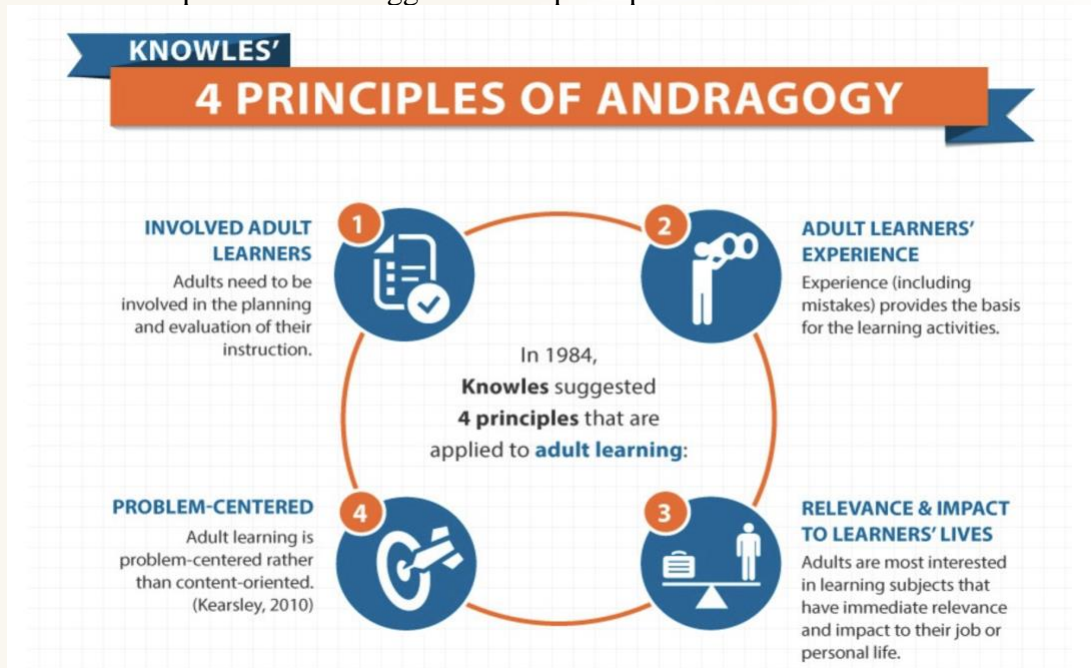 KNOWLES'
4 PRINCIPLES OF ANDRAGOGY
1
INVOLVED ADULT
LEARNERS
Adults need to be
involved in the planning
and evaluation of their
instruction.
2
ADULT LEARNERS'
EXPERIENCE
Experience (including
mistakes) provides the basis
for the learning activities.
In 1984,
Knowles suggested
4 principles that are
applied to adult learning:
3
RELEVANCE & IMPACT
TO LEARNERS' LIVES
Adults are most interested
in learning subjects that
have immediate relevance
and impact to their job or
personal life.
4
PROBLEM-CENTERED
Adult learning is
problem-centered rather
than content-oriented.
(Kearsley, 2010)